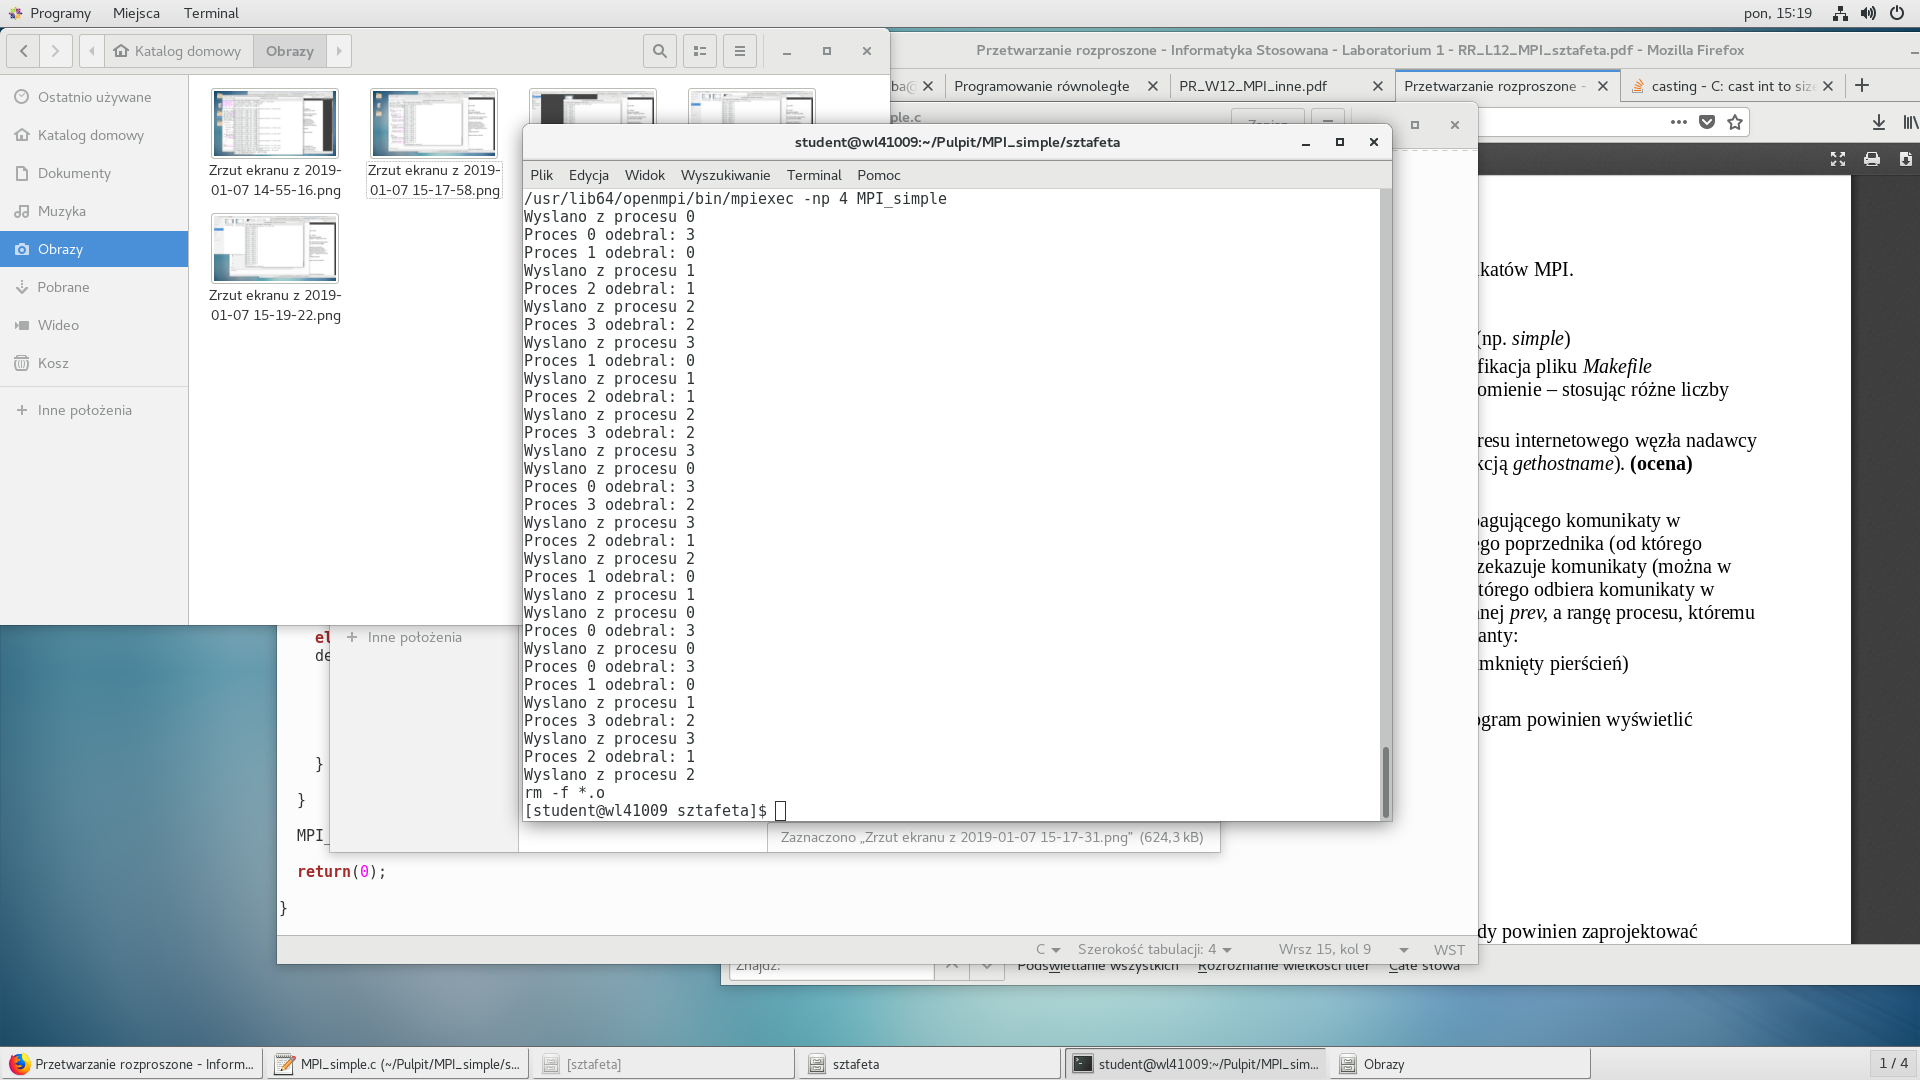 Programy
Miejsca
Terminal
pon, 15:19
Katalog domowy
Obrazy
Przetwarzanie rozproszone - Informatyka Stosowana - Laboratorium 1 - RR_L12_MPI_sztafeta.pdf - Mozilla Firefox
Programowanie równoległe
PR_W12_MPI_inne.pdf
Przetwarzanie rozproszone -
casting - C: cast int to size
Ostatnio używane
Katalog domowy
Dokumenty
Muzyka
Obrazy
Pobrane
Wideo
Kosz
Inne położenia
Zrzut ekranu z 2019-
01-07 14-55-16.png
Zrzut ekranu z 2019-
01-07 15-17-58.png
Zrzut ekranu z 2019-
01-07 15-19-22.png
student@wl41009:~/Pulpit/MPI_simple/sztafeta
Plik
Edycja
Widok
Wyszukiwanie
Terminal
Pomoc
/usr/lib64/openmpi/bin/mpiexec -np 4 MPI_simple
Wyslano z procesu 0
Proces 0 odebral: 3
Proces 1 odebral: 0
Wyslano z procesu 1
Proces 2 odebral: 1
Wyslano z procesu 2
Proces 3 odebral: 2
Wyslano z procesu 3
Proces 1 odebral: 0
Wyslano z procesu 1
Proces 2 odebral: 1
Wyslano z procesu 2
Proces 3 odebral: 2
Wyslano z procesu 3
Wyslano z procesu 0
Proces 0 odebral: 3
Proces 3 odebral: 2
Wyslano z procesu 3
Proces 2 odebral: 1
Wyslano z procesu 2
Proces 1 odebral: 0
Wyslano z procesu 1
Wyslano z procesu 0
Proces 0 odebral: 3
Wyslano z procesu 0
Proces 0 odebral: 3
Proces 1 odebral: 0
Wyslano z procesu 1
Proces 3 odebral: 2
Wyslano z procesu 3
Proces 2 odebral: 1
Wyslano z procesu 2
rm -f *.o
[student@wl41009 sztafeta]$
katów MPI.
(np. simple)
fikacja pliku Makefile
omienie – stosując różne liczby
resu internetowego węzła nadawcy
kcją gethostname). (ocena)
agującego komunikaty w
ego poprzednika (od którego
zekazuje komunikaty (można w
tórego odbiera komunikaty w
nej prev, a rangę procesu, któremu
anty:
mknięty pierścień)
ogram powinien wyświetlić
dy powinien zaprojektować
el
de
}
}
MPI_
return(0);
}
Inne położenia
Zaznaczono „Zrzut ekranu z 2019-01-07 15-17-31.png” (624,3 kB)
C
Szerokość tabulacji: 4
Wrsz 15, kol 9
WST
Znajdź:
Podświetlanie wszystkich
Rozróżnianie wielkości liter
Całe słowa
Przetwarzanie rozproszone - Inform...
MPI_simple.c (~/Pulpit/MPI_simple/s...
[sztafeta]
sztafeta
student@wl41009:~/Pulpit/MPI_sim...
Obrazy
1 / 4